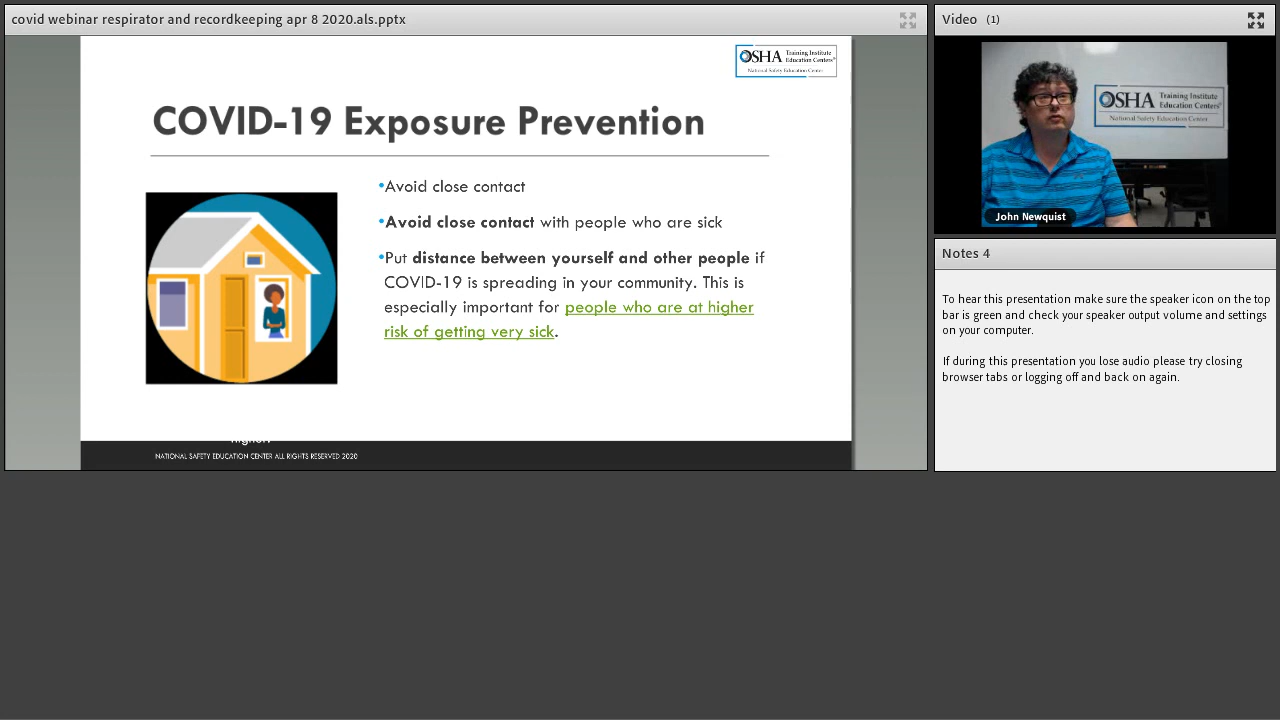 covid webinar respirator and recordkeeping apr 8 2020.als.pptx
OSHA Training Institute
Education Centers®
National Safety Education Center
COVID-19 Exposure Prevention
•Avoid close contact
•Avoid close contact with people who are sick
•Put distance between yourself and other people if
COVID-19 is spreading in your community. This is
especially important for people who are at higher
risk of getting very sick.
NATIONAL SAFETY EDUCATION CENTER ALL RIGHTS RESERVED 2020
Video (1)
OSHA Training Institute
Education Centers®
National Safety Education Center
John Newquist
Notes 4
To her this presentation make sure the speaker icon on the top
bar is green and check your speaker output volume and settings
on your computer.
If during this presentation you lose audio please try closing
browser tabs or logging off and back on again.